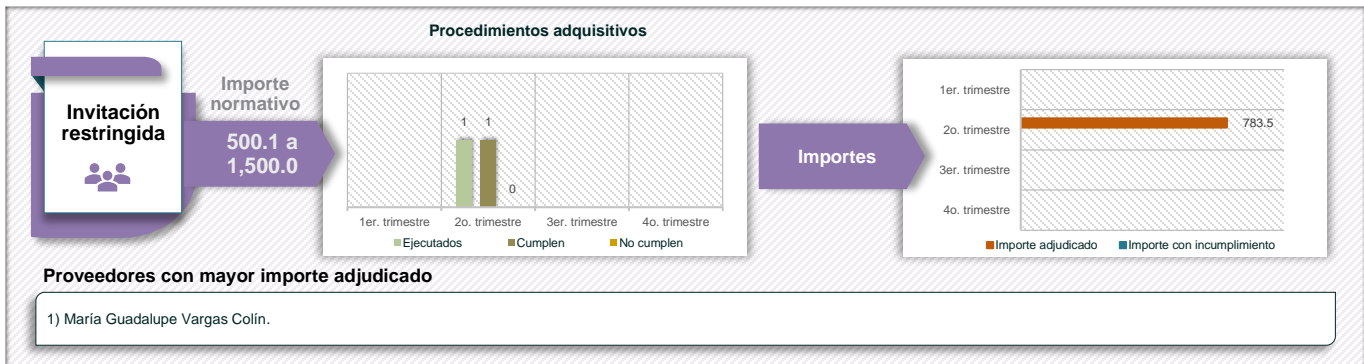 Procedimientos adquisitivos
Invitación
restringida
Importe
normativo
500.1 a
1,500.0
1 1
0
1er. trimestre 2o. trimestre 3er. trimestre 4o. trimestre
Ejecutados Cumplen No cumplen
Importes
1er. trimestre
2o. trimestre 783.5
3er. trimestre
4o. trimestre
Importe adjudicado Importe con incumplimiento
Proveedores con mayor importe adjudicado
1) María Guadalupe Vargas Colín.